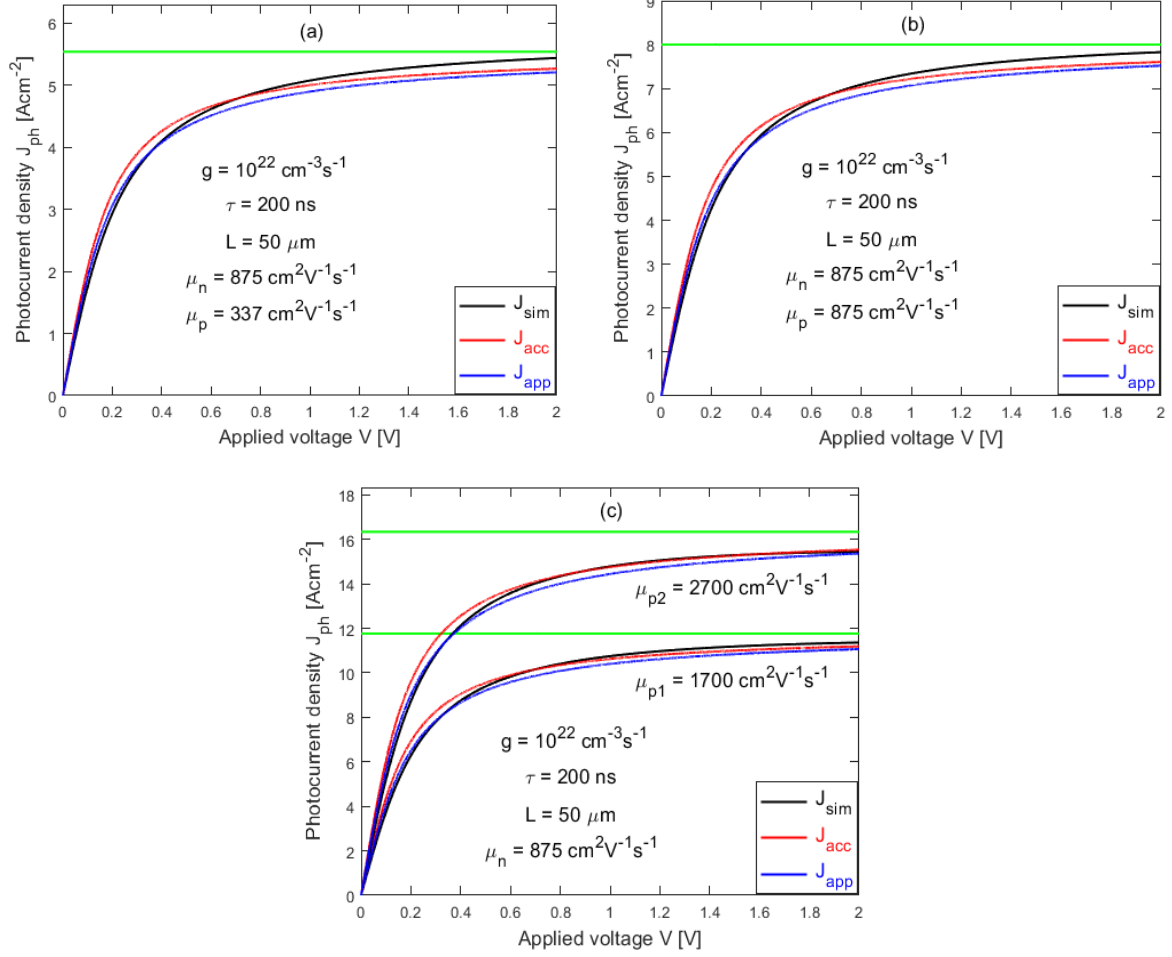 (a)
Photocurrent density J_ph [Acm^-2]
6
5
4
3
2
1
0
g = 10^22 cm^-3s^-1
τ = 200 ns
L = 50 μm
μ_n = 875 cm^2V^-1s^-1
μ_p = 337 cm^2V^-1s^-1
J_sim
J_acc
J_app
0 0.2 0.4 0.6 0.8 1 1.2 1.4 1.6 1.8 2
Applied voltage V [V]
(b)
Photocurrent density J_ph [Acm^-2]
9
8
7
6
5
4
3
2
1
0
g = 10^22 cm^-3s^-1
τ = 200 ns
L = 50 μm
μ_n = 875 cm^2V^-1s^-1
μ_p = 875 cm^2V^-1s^-1
J_sim
J_acc
J_app
0 0.2 0.4 0.6 0.8 1 1.2 1.4 1.6 1.8 2
Applied voltage V [V]
(c)
Photocurrent density J_ph [Acm^-2]
18
16
14
12
10
8
6
4
2
0
μ_p2 = 2700 cm^2V^-1s^-1
μ_p1 = 1700 cm^2V^-1s^-1
g = 10^22 cm^-3s^-1
τ = 200 ns
L = 50 μm
μ_n = 875 cm^2V^-1s^-1
J_sim
J_acc
J_app
0 0.2 0.4 0.6 0.8 1 1.2 1.4 1.6 1.8 2
Applied voltage V [V]